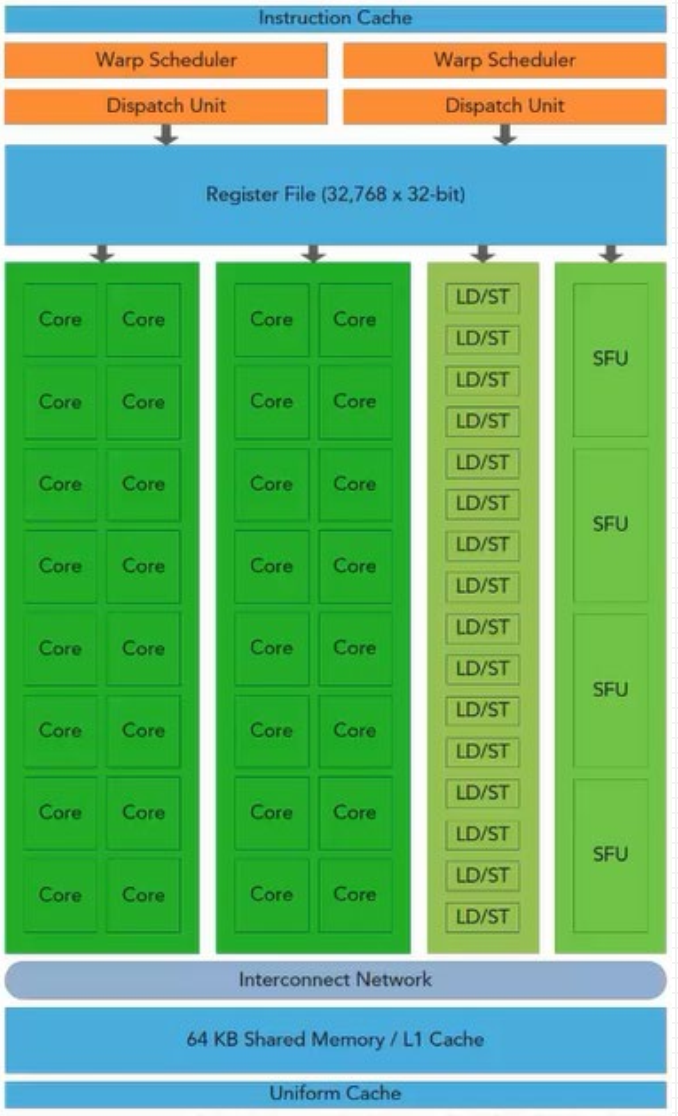 Instruction Cache
Warp Scheduler Warp Scheduler
Dispatch Unit Dispatch Unit
Register File (32,768 x 32-bit)
Core Core Core Core LD/ST
LD/ST
SFU
Core Core Core Core LD/ST
LD/ST
Core Core Core Core LD/ST
LD/ST
SFU
Core Core Core Core LD/ST
LD/ST
Core Core Core Core LD/ST
LD/ST
SFU
Core Core Core Core LD/ST
LD/ST
Core Core Core Core LD/ST
LD/ST
SFU
Core Core Core Core LD/ST
LD/ST
Interconnect Network
64 KB Shared Memory / L1 Cache
Uniform Cache